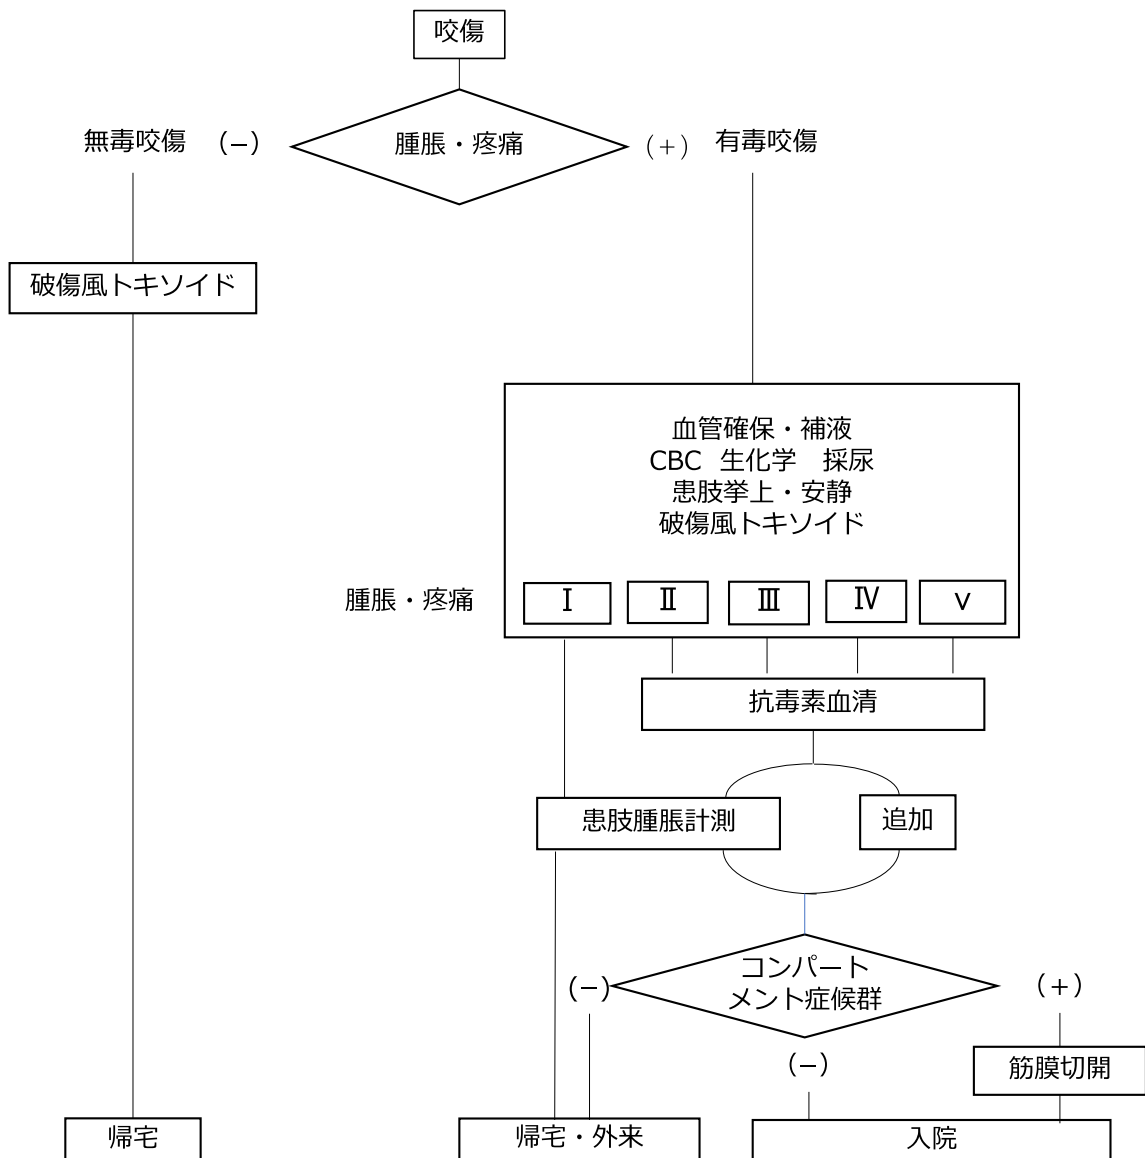 咬傷
無毒咬傷 （−） 腫脹・疼痛 （+） 有毒咬傷
破傷風トキソイド
血管確保・補液
CBC 生化学　採尿
患肢挙上・安静
破傷風トキソイド
腫脹・疼痛 Ⅰ Ⅱ Ⅲ Ⅳ v
抗毒素血清
患肢腫脹計測 追加
コンパート
メント症候群
（−） （+）
（−）
筋膜切開
帰宅 帰宅・外来 入院